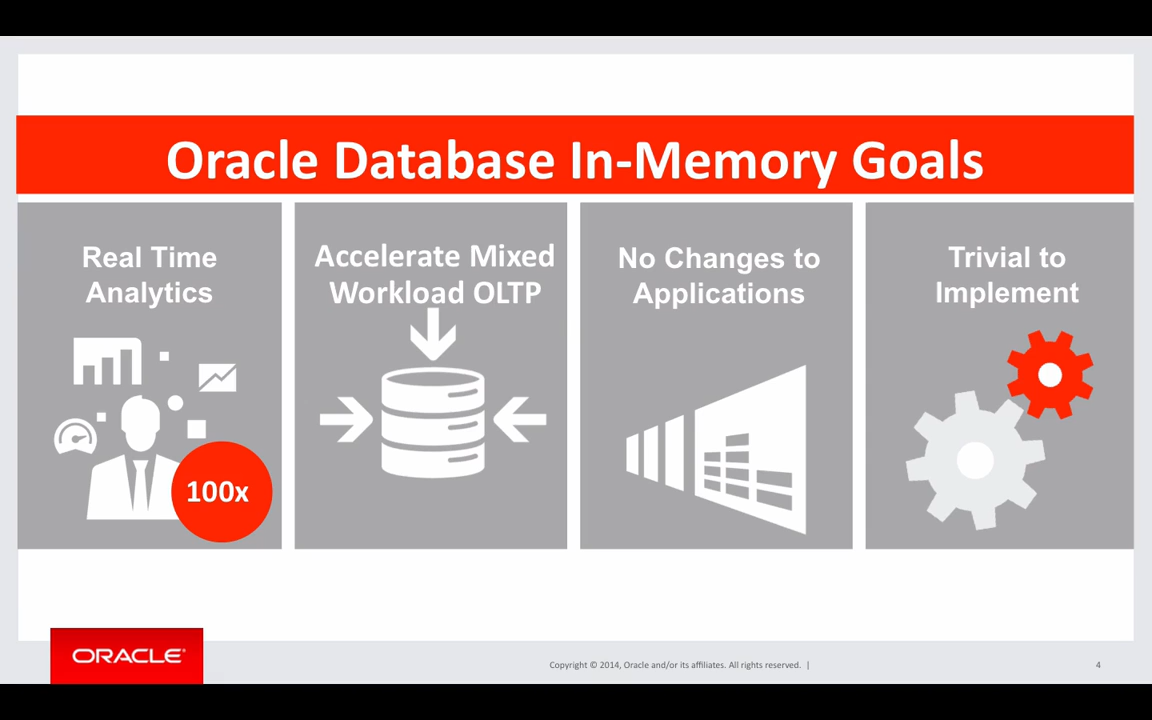 Oracle Database In-Memory Goals
Real Time
Analytics
100x
Accelerate Mixed
Workload OLTP
No Changes to
Applications
Trivial to
Implement
ORACLE®
Copyright © 2014, Oracle and/or its affiliates. All rights reserved. |
4